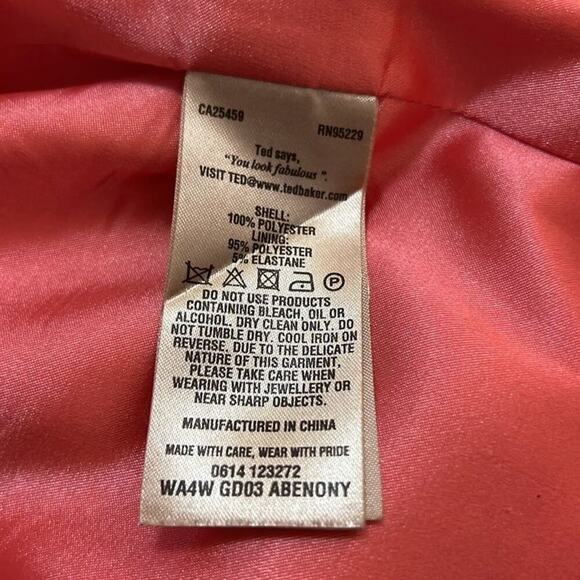 CA25459
RN95229
Ted says,
"You look fabulous".
VISIT TED@www.tedbaker.com
SHELL:
100% POLYESTER
LINING:
95% POLYESTER
5% ELASTANE
P
DO NOT USE PRODUCTS
CONTAINING BLEACH, OIL OR
ALCOHOL. DRY CLEAN ONLY. DO
NOT TUMBLE DRY. COOL IRON ON
REVERSE. DUE TO THE DELICATE
NATURE OF THIS GARMENT,
PLEASE TAKE CARE WHEN
WEARING WITH JEWELLERY OR
NEAR SHARP OBJECTS.
MANUFACTURED IN CHINA
MADE WITH CARE, WEAR WITH PRIDE
0614 123272
WA4W GD03 ABENONY